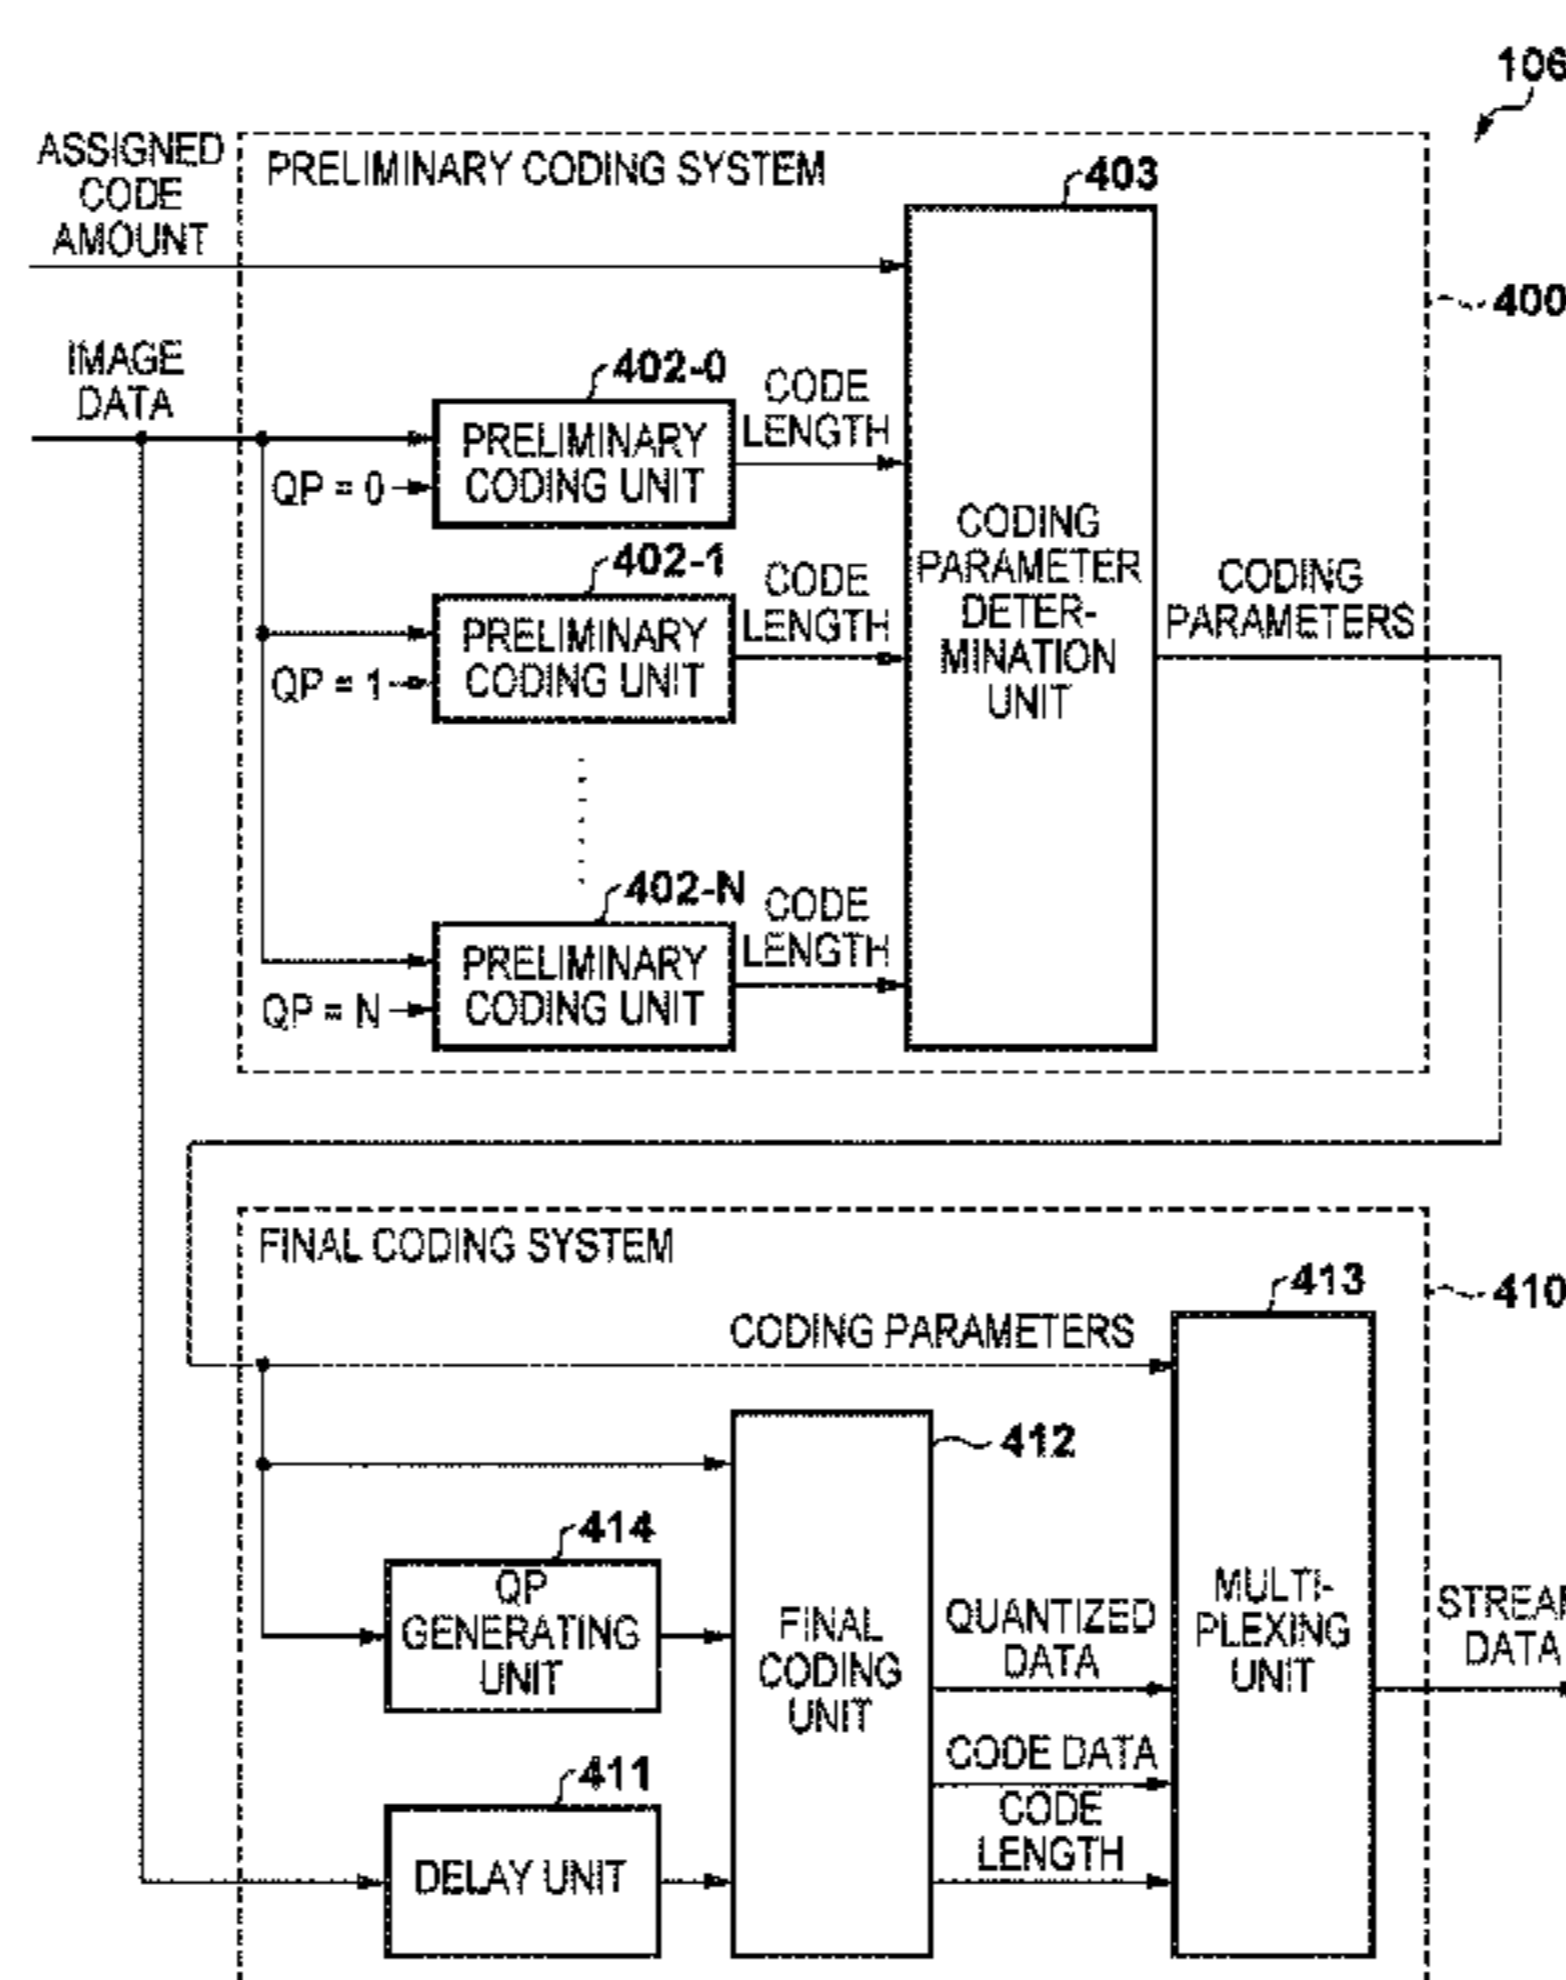 106
ASSIGNED
CODE
AMOUNT
PRELIMINARY CODING SYSTEM
403
400
IMAGE
DATA
402-0
CODE
LENGTH
PRELIMINARY
CODING UNIT
QP = 0
402-1
CODE
LENGTH
PRELIMINARY
CODING UNIT
QP = 1
CODING
PARAMETER
DETER-
MINATION
UNIT
CODING
PARAMETERS
402-N
CODE
LENGTH
PRELIMINARY
CODING UNIT
QP = N
FINAL CODING SYSTEM
413
410
CODING PARAMETERS
412
414
QP
GENERATING
UNIT
FINAL
CODING
UNIT
QUANTIZED
DATA
MULTI-
PLEXING
UNIT
STREAM
DATA
CODE DATA
CODE
LENGTH
411
DELAY UNIT